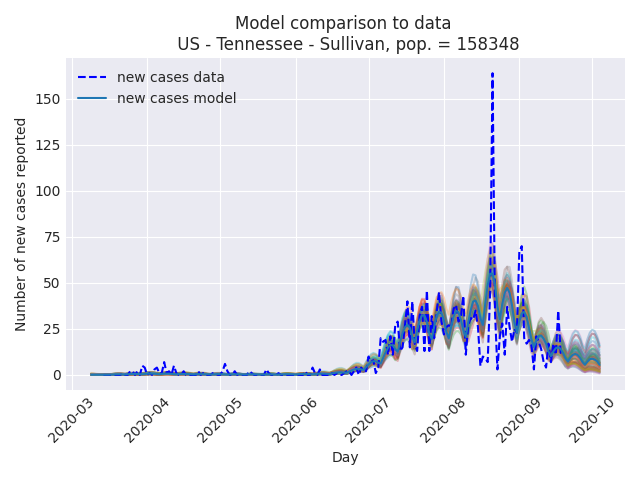 Model comparison to data
US - Tennessee - Sullivan, pop. = 158348
new cases data
new cases model
Number of new cases reported
150
125
100
75
50
25
0
2020-03
2020-04
2020-05
2020-06
2020-07
2020-08
2020-09
2020-10
Day